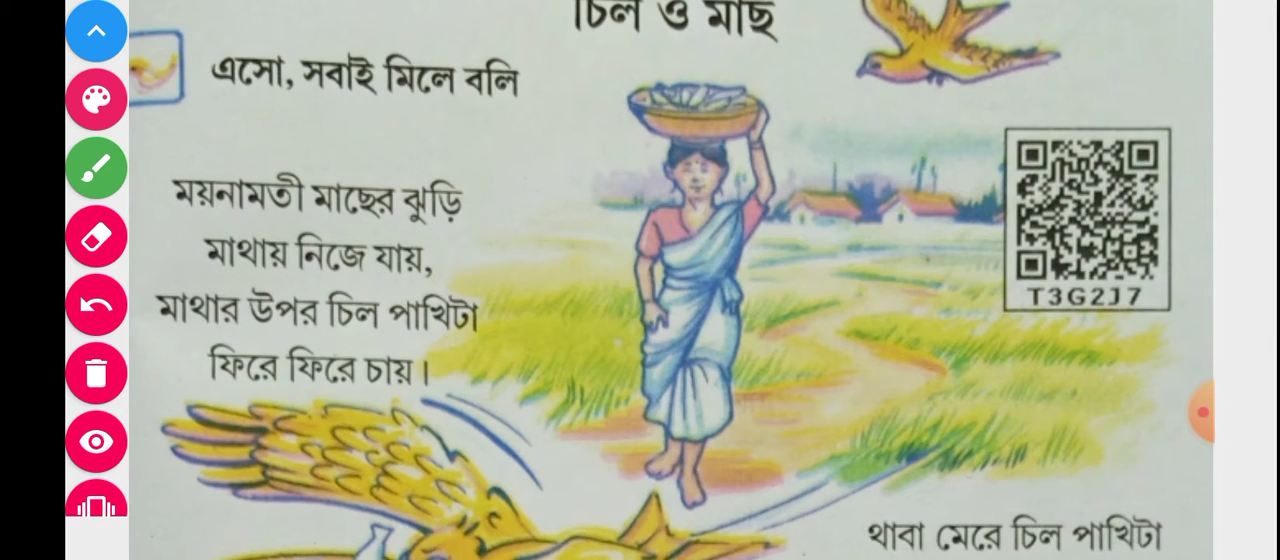 চিল ও মাছ
এসো, সবাই মিলে বলি
ময়নামতী মাছের ঝুড়ি
মাথায় নিজে যায়,
মাথার উপর চিল পাখিটা
ফিরে ফিরে চায়।
T3G2J7
থাবা মেরে চিল পাখিটা